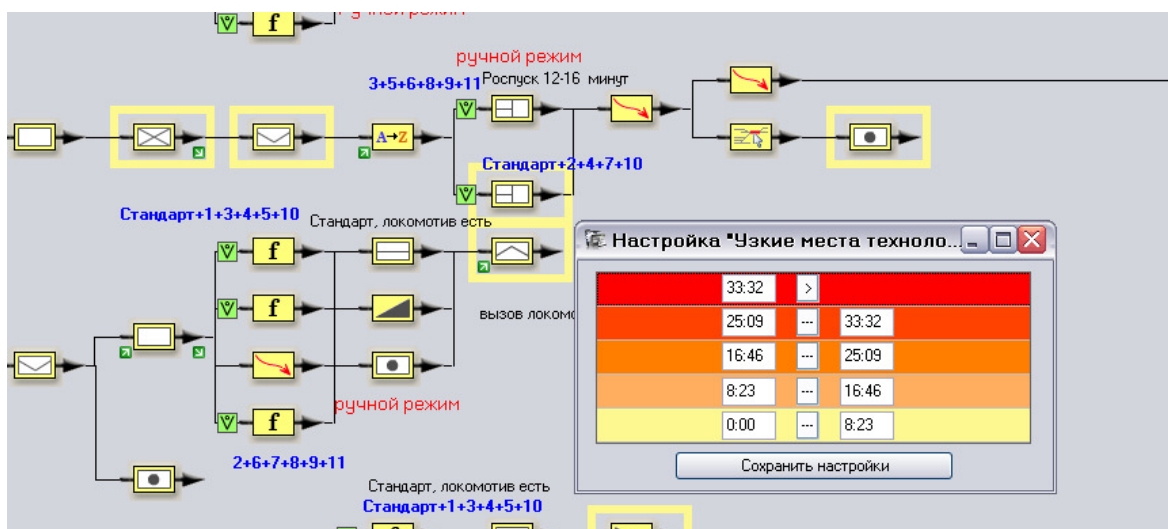 ручной режим
f
ручной режим
3+5+6+8+9+11
Роспуск 12-16 минут
A→Z
Стандарт+2+4+7+10
Стандарт+1+3+4+5+10
Стандарт, локомотив есть
f
f
вызов
ручной режим
f
2+6+7+8+9+11
Стандарт, локомотив есть
Стандарт+1+3+4+5+10
Настройка "Узкие места техноло...
33:32 >
25:09 --- 33:32
16:46 --- 25:09
8:23 --- 16:46
0:00 --- 8:23
Сохранить настройки